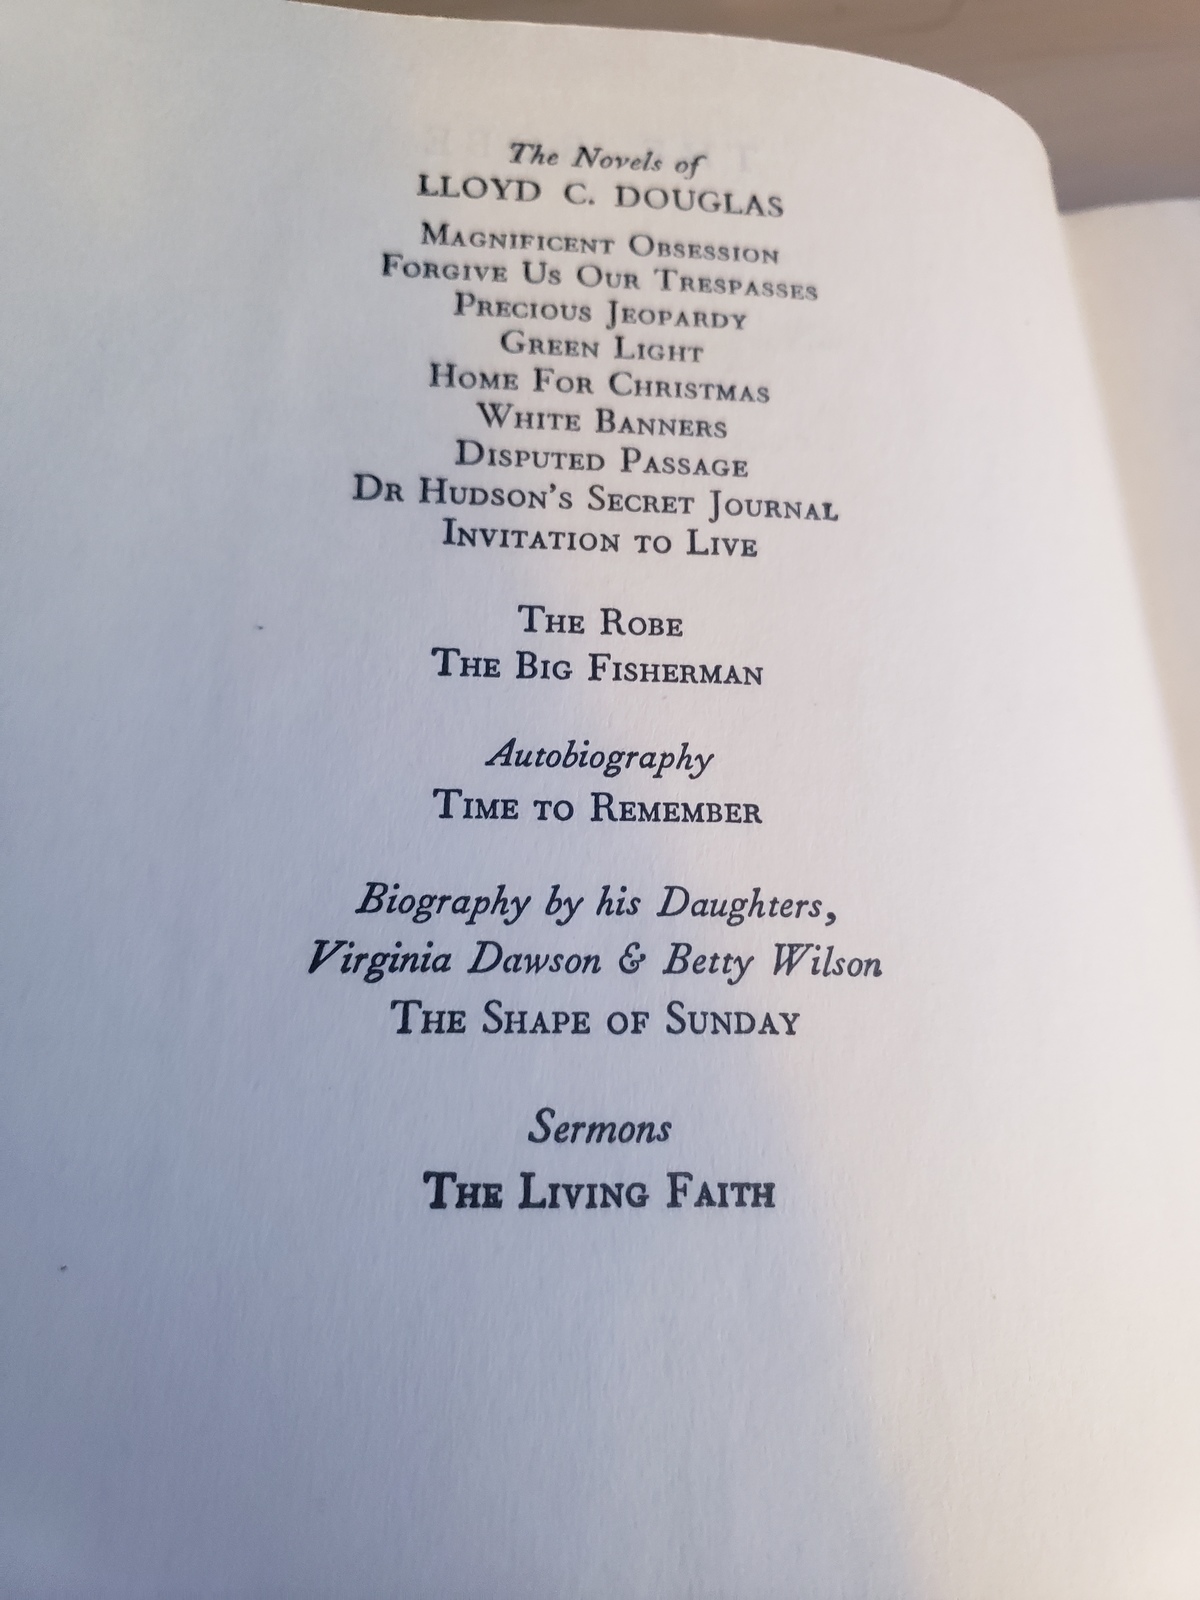 The Novels of
LLOYD C. DOUGLAS
MAGNIFICENT OBSESSION
FORGIVE US OUR TRESPASSES
PRECIOUS JEOPARDY
GREEN LIGHT
HOME FOR CHRISTMAS
WHITE BANNERS
DISPUTED PASSAGE
DR HUDSON'S SECRET JOURNAL
INVITATION TO LIVE
THE ROBE
THE BIG FISHERMAN
Autobiography
TIME TO REMEMBER
Biography by his Daughters,
Virginia Dawson & Betty Wilson
THE SHAPE OF SUNDAY
Sermons
THE LIVING FAITH